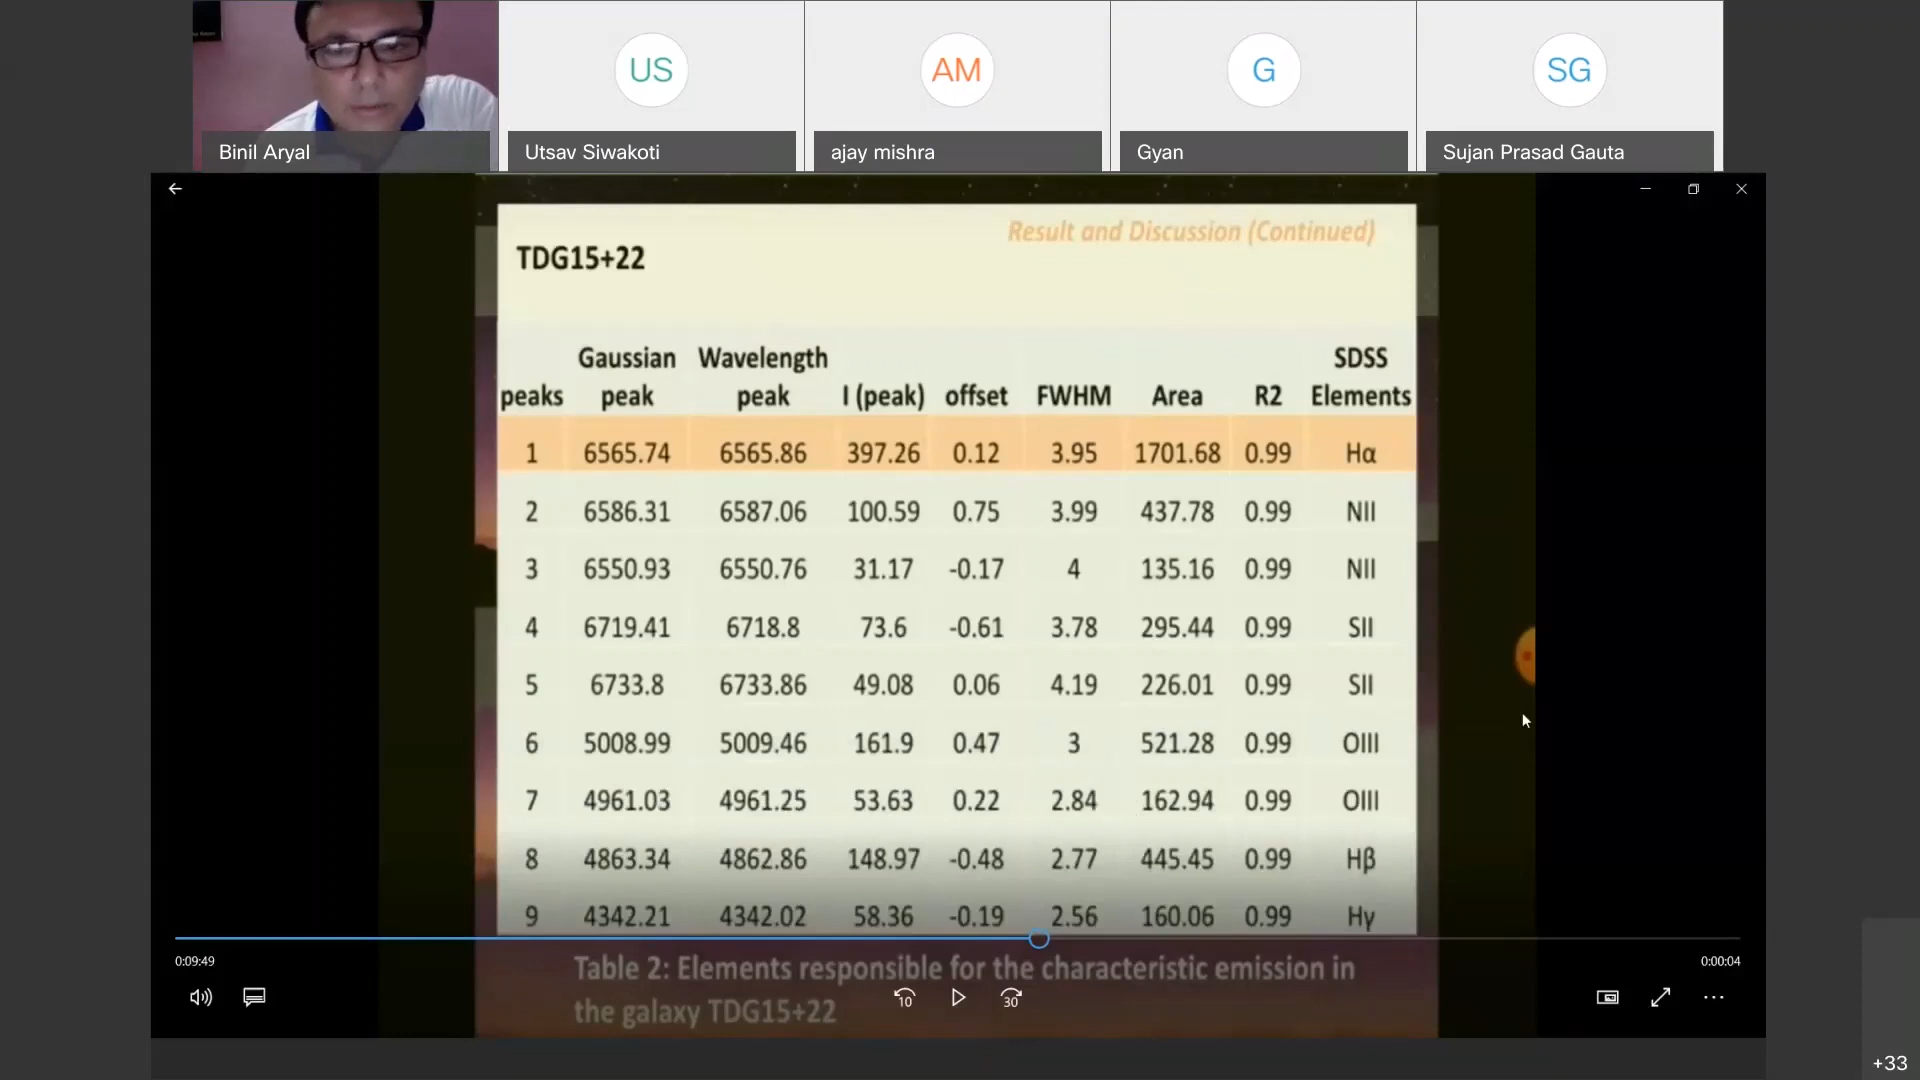 US
AM
G
SG
Binil Aryal
Utsav Siwakoti
ajay mishra
Gyan
Sujan Prasad Gauta
Result and Discussion (Continued)
TDG15+22
Gaussian Wavelength SDSS
peaks peak peak I (peak) offset FWHM Area R2 Elements
1 6565.74 6565.86 397.26 0.12 3.95 1701.68 0.99 Hα
2 6586.31 6587.06 100.59 0.75 3.99 437.78 0.99 NII
3 6550.93 6550.76 31.17 -0.17 4 135.16 0.99 NII
4 6719.41 6718.8 73.6 -0.61 3.78 295.44 0.99 SII
5 6733.8 6733.86 49.08 0.06 4.19 226.01 0.99 SII
6 5008.99 5009.46 161.9 0.47 3 521.28 0.99 OIII
7 4961.03 4961.25 53.63 0.22 2.84 162.94 0.99 OIII
8 4863.34 4862.86 148.97 -0.48 2.77 445.45 0.99 Hβ
9 4342.21 4342.02 58.36 -0.19 2.56 160.06 0.99 Hγ
0:09:49
0:00:04
Table 2: Elements responsible for the characteristic emission in
the galaxy TDG15+22
10
30
+33